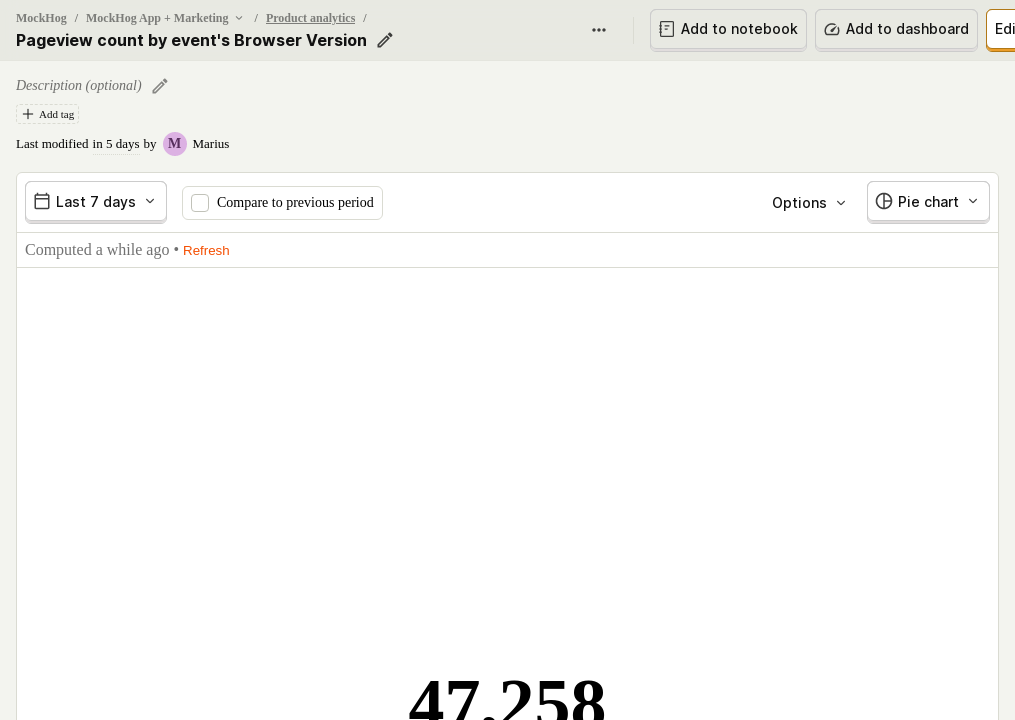 MockHog / MockHog App + Marketing / Product analytics /
Pageview count by event's Browser Version
Add to notebook
Add to dashboard
Edi
Description (optional)
Add tag
Last modified in 5 days by M Marius
Last 7 days
Compare to previous period
Options
Pie chart
Computed a while ago • Refresh
47,258